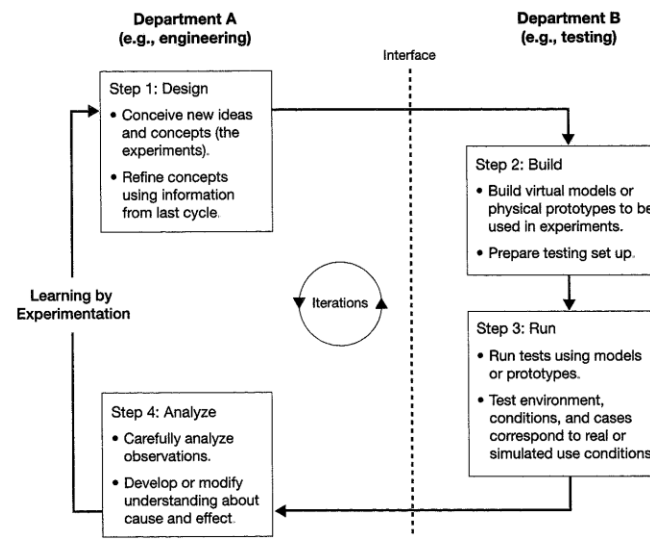 Department A
(e.g., engineering)
Department B
(e.g., testing)
Interface
Step 1: Design
• Conceive new ideas
and concepts (the
experiments).
• Refine concepts
using information
from last cycle.
Step 2: Build
• Build virtual models or
physical prototypes to be
used in experiments.
• Prepare testing set up.
Learning by
Experimentation
Iterations
Step 3: Run
• Run tests using models
or prototypes.
• Test environment,
conditions, and cases
correspond to real or
simulated use conditions
Step 4: Analyze
• Carefully analyze
observations.
• Develop or modify
understanding about
cause and effect.